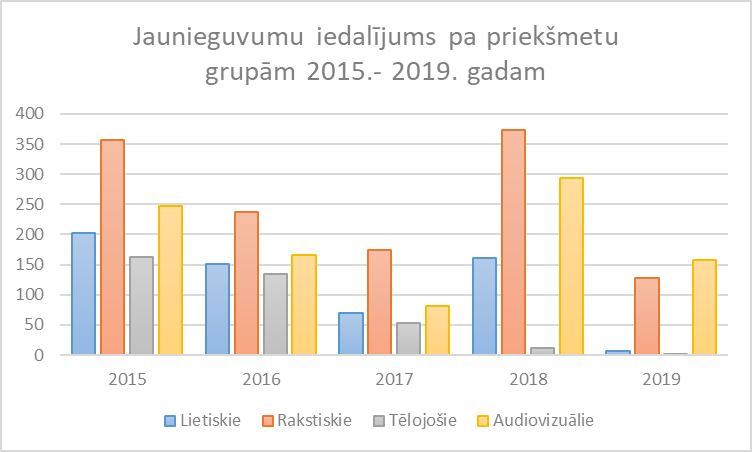 Jaunieguvumu iedalījums pa priekšmetu
grupām 2015.- 2019. gadam
400
350
300
250
200
150
100
50
0
2015 2016 2017 2018 2019
Lietiskie Rakstiskie Tēlojošie Audiovizuālie